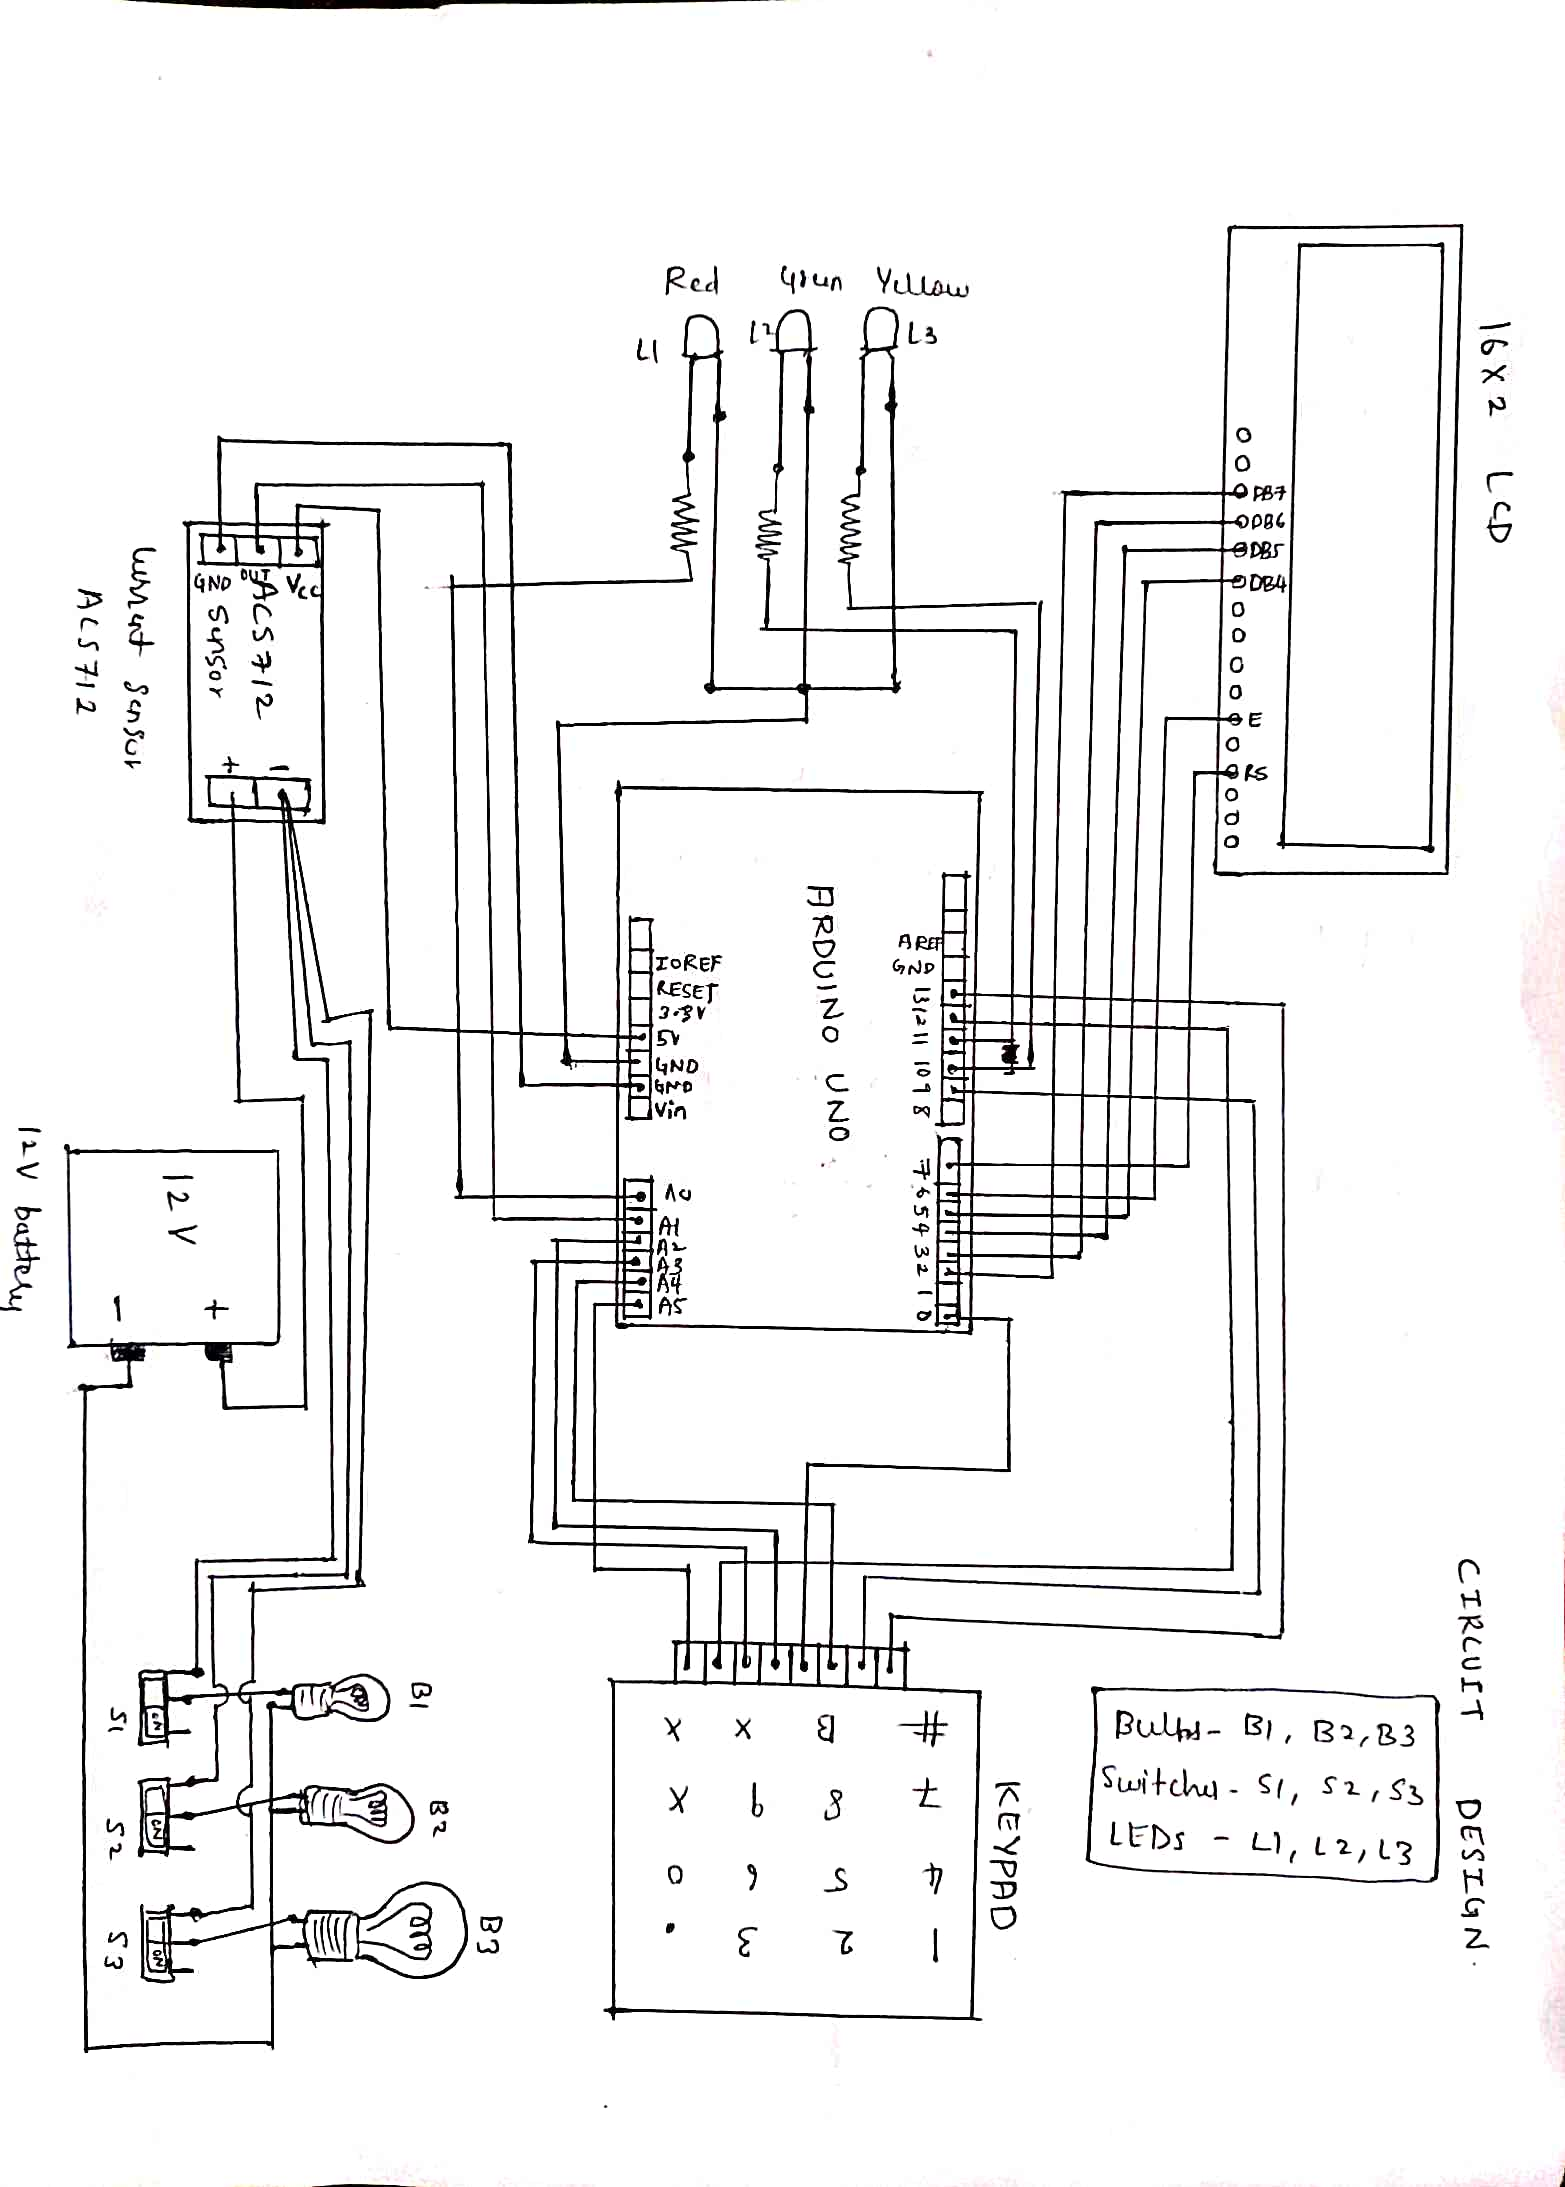 CIRCUIT DESIGN.
16X2 LCD
DB7
DB6
DB5
DB4
E
RS
Red
Yellow
L1
L2
L3
GND
OUT
Vcc
ACS712
Sensor
+
-
Current Sensor
ACS712
ARDUINO UNO
IOREF
RESET
3.3V
5V
GND
GND
Vin
A0
A1
A2
A3
A4
A5
AREF
GND
13
12
11
10
9
8
7
6
5
4
3
2
1
0
12V
- +
12V battery
S1
S2
S3
ON
ON
ON
B1
B2
B3
KEYPAD
X X B #
X 9 8 7
0 6 5 4
. 3 2 1
Bulbs - B1, B2, B3
Switches - S1, S2, S3
LEDs - L1, L2, L3